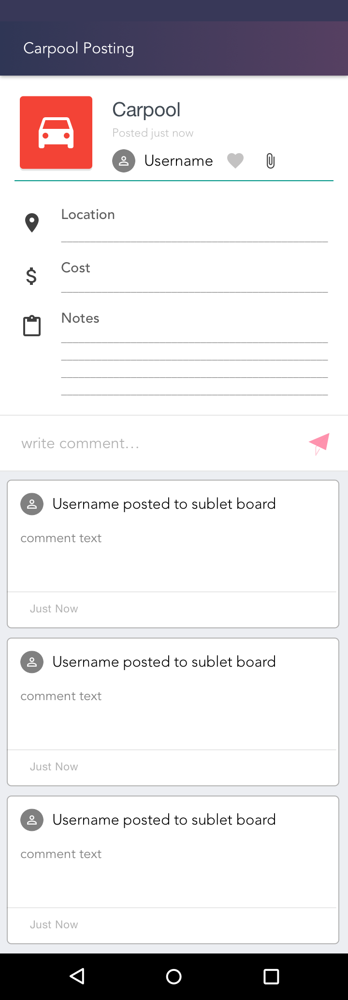 Carpool Posting
Carpool
Posted just now
Username
Location
Cost
Notes
write comment...
Username posted to sublet board
comment text
Just Now
Username posted to sublet board
comment text
Just Now
Username posted to sublet board
comment text
Just Now